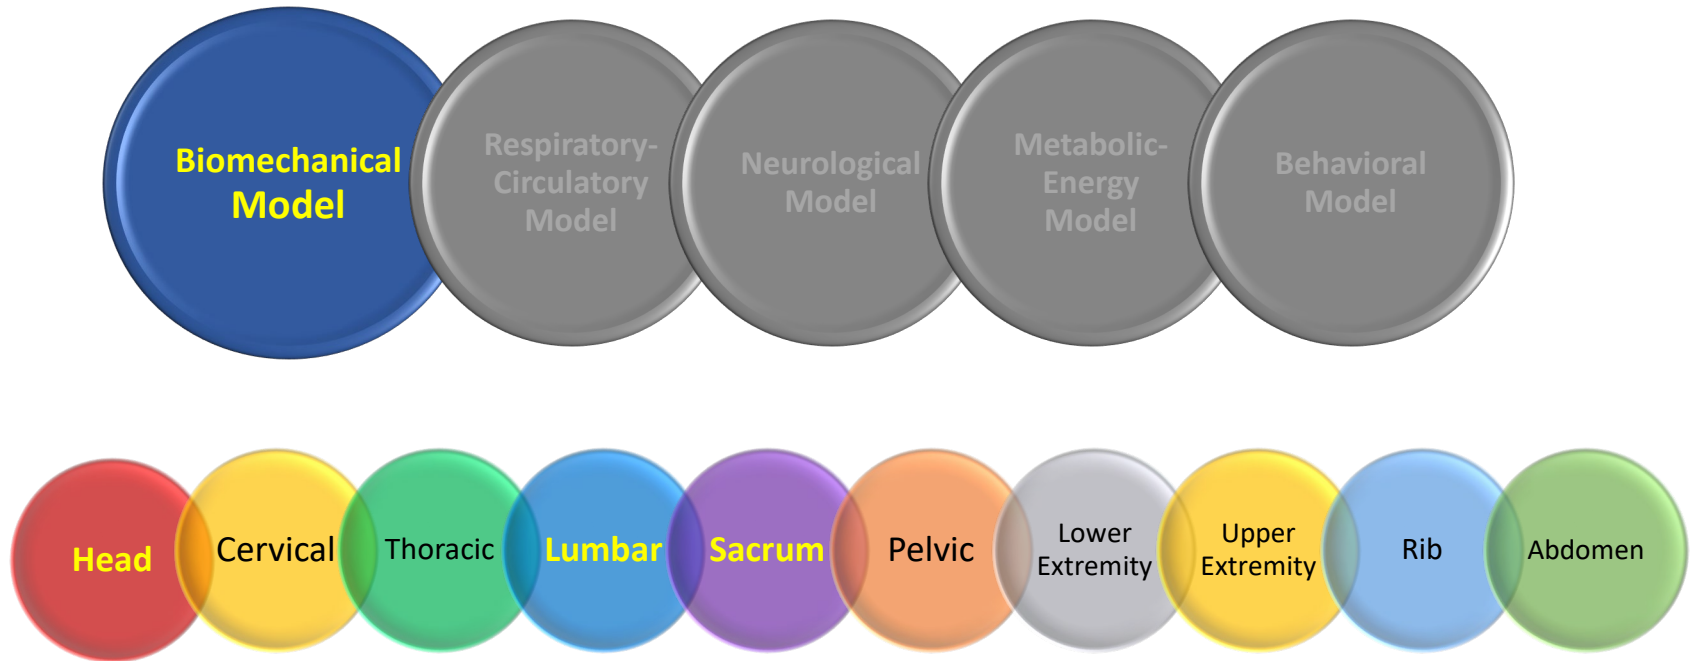 Biomechanical
Model
Respiratory-
Circulatory
Model
Neurological
Model
Metabolic-
Energy
Model
Behavioral
Model
Head
Cervical
Thoracic
Lumbar
Sacrum
Pelvic
Lower
Extremity
Upper
Extremity
Rib
Abdomen